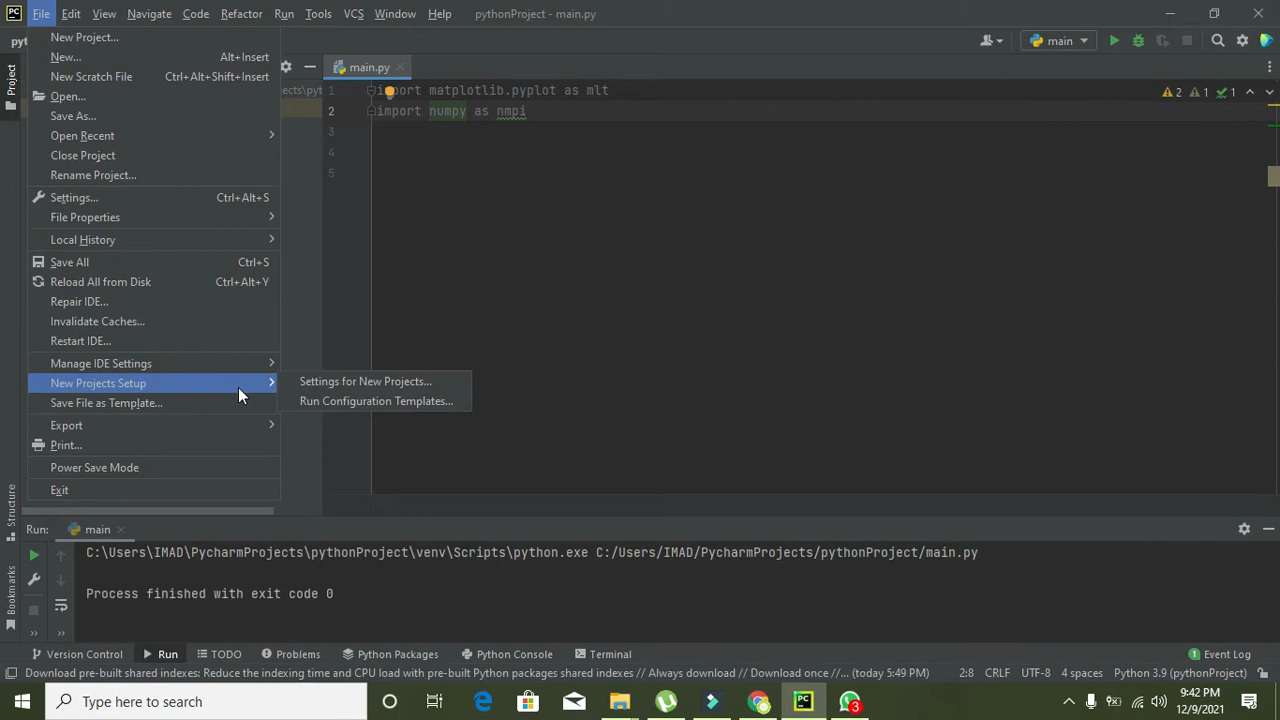 PC File Edit View Navigate Code Refactor Run Tools VCS Window Help pythonProject - main.py
main
Project
New Project...
New... Alt+Insert
New Scratch File Ctrl+Alt+Shift+Insert
Open...
Save As...
Open Recent
Close Project
Rename Project...
Settings... Ctrl+Alt+S
File Properties
Local History
Save All Ctrl+S
Reload All from Disk Ctrl+Alt+Y
Repair IDE...
Invalidate Caches...
Restart IDE...
Manage IDE Settings
New Projects Setup
Save File as Template...
Export
Print...
Power Save Mode
Exit
Settings for New Projects...
Run Configuration Templates...
main.py
1 import matplotlib.pyplot as mlt
2 import numpy as nmpi
3
4
5
2 1 1
Structure
Bookmarks
Run: main
C:\Users\IMAD\PycharmProjects\pythonProject\venv\Scripts\python.exe C:/Users/IMAD/PycharmProjects/pythonProject/main.py
Process finished with exit code 0
Version Control Run TODO Problems Python Packages Python Console Terminal 1 Event Log
Download pre-built shared indexes: Reduce the indexing time and CPU load with pre-built Python packages shared indexes // Always download // Download once // ... (today 5:49 PM) 2:8 CRLF UTF-8 4 spaces Python 3.9 (pythonProject)
Type here to search
PC
3
3:42 PM
12/9/2021